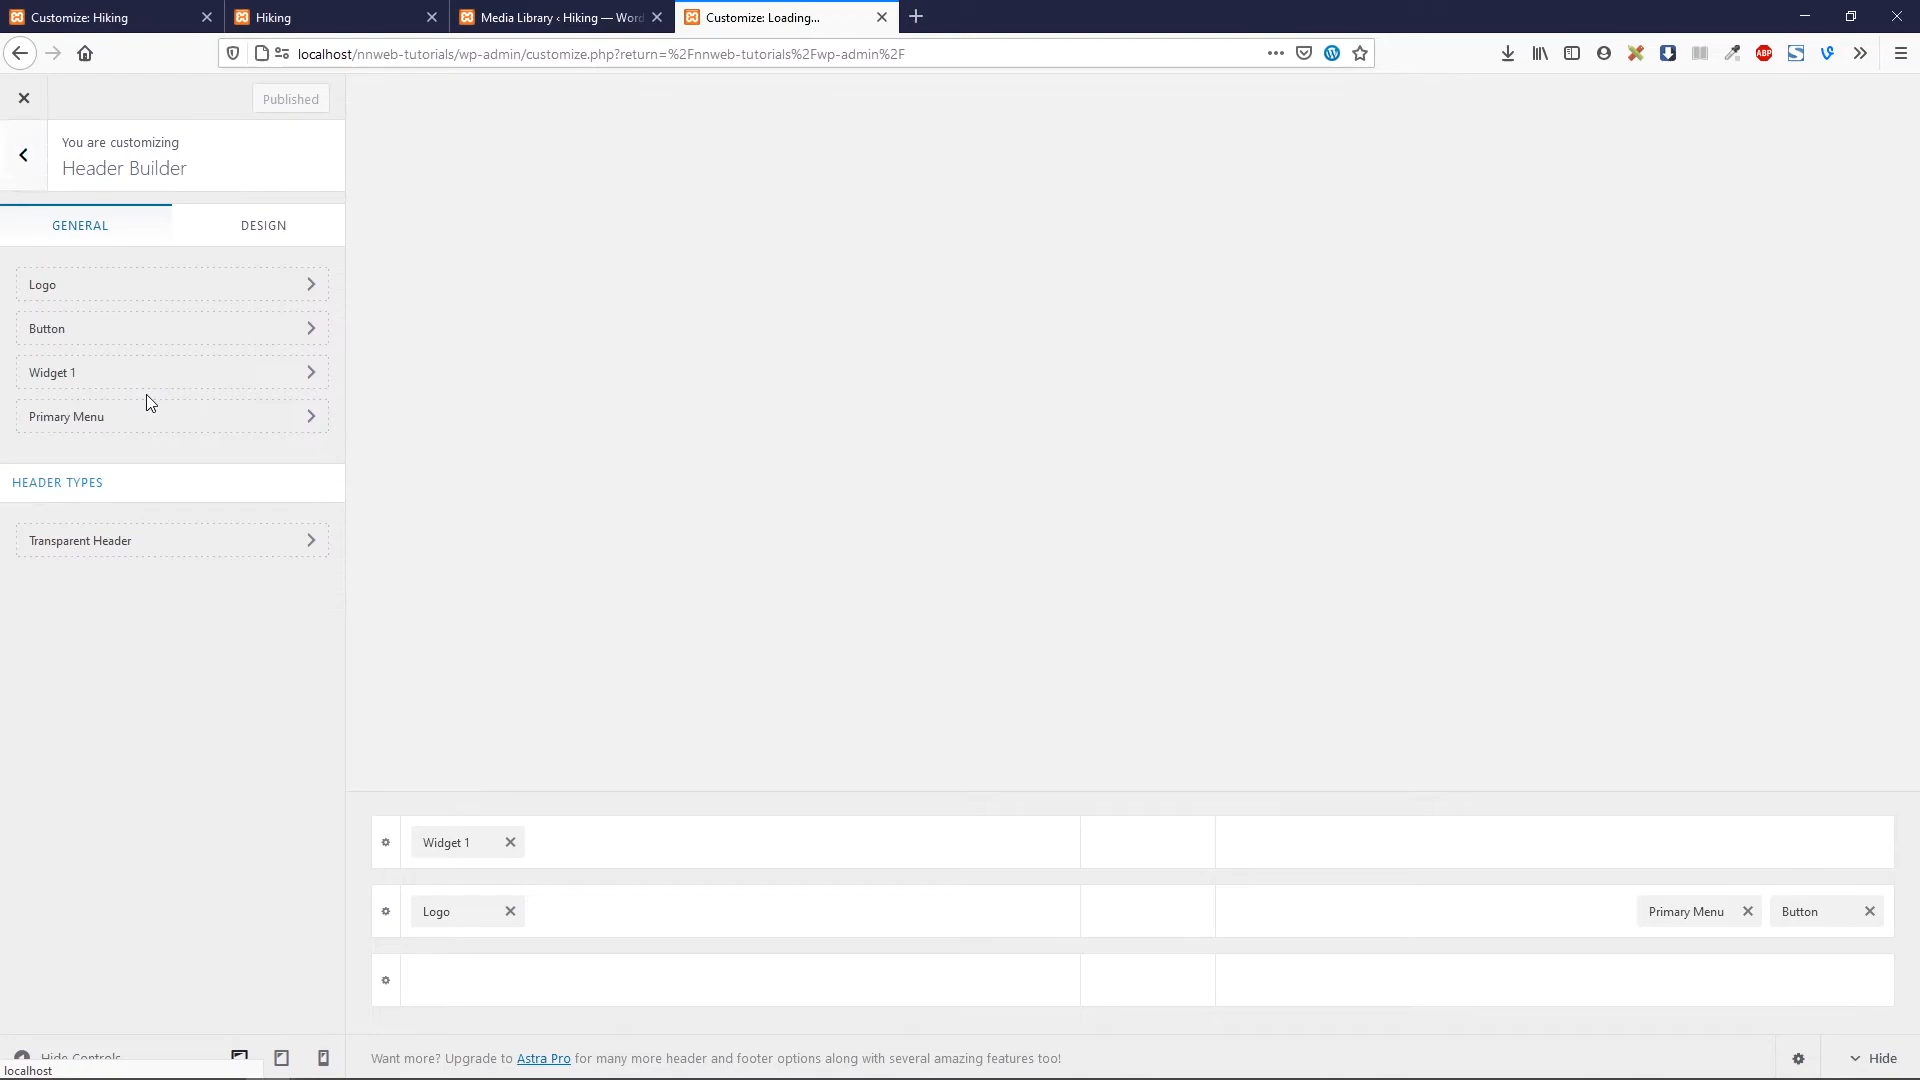 Customize: Hiking
Hiking
Media Library ‹ Hiking — Word
Customize: Loading...
localhost/nnweb-tutorials/wp-admin/customize.php?return=%2Fnnweb-tutorials%2Fwp-admin%2F
ABP
Published
You are customizing
Header Builder
GENERAL
DESIGN
Logo
Button
Widget 1
Primary Menu
HEADER TYPES
Transparent Header
Widget 1
Logo
Primary Menu
Button
Hide Controls
Want more? Upgrade to Astra Pro for many more header and footer options along with several amazing features too!
Hide
localhost